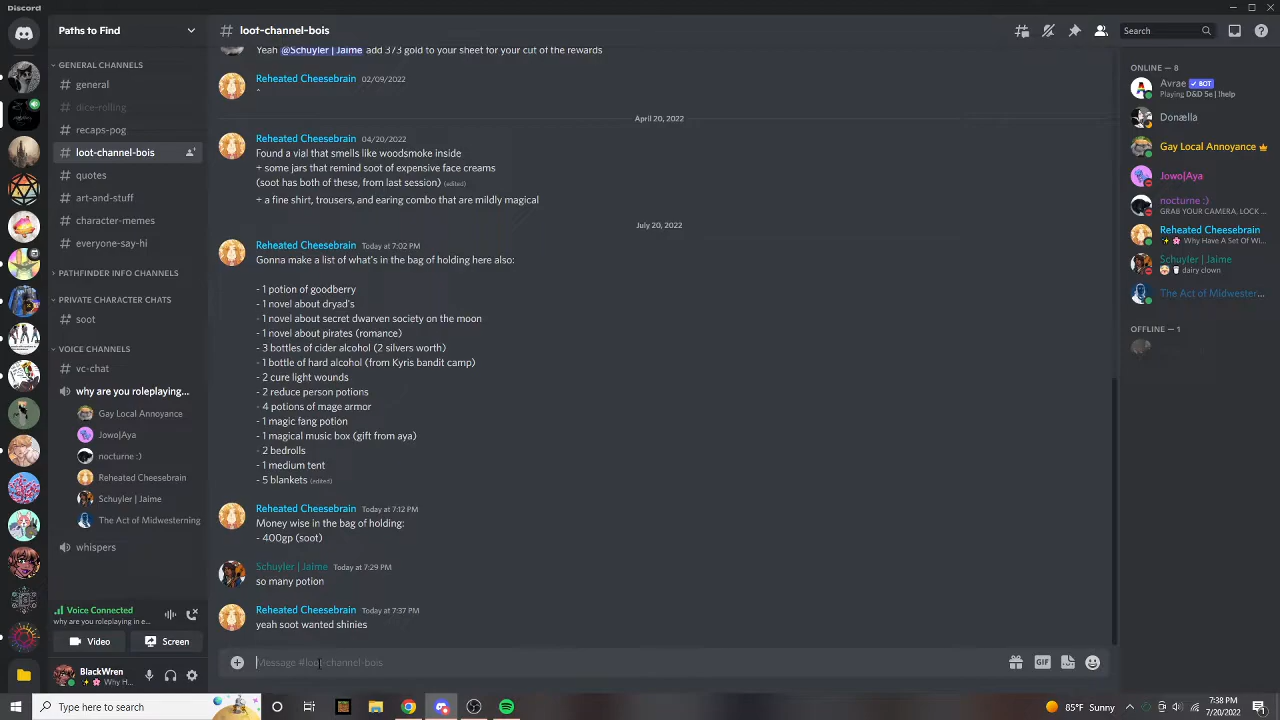 Discord
Paths to Find
# loot-channel-bois
Search
GENERAL CHANNELS
# general
# dice-rolling
# recaps-pog
# loot-channel-bois
# quotes
# art-and-stuff
# character-memes
# everyone-say-hi
PATHFINDER INFO CHANNELS
PRIVATE CHARACTER CHATS
# soot
VOICE CHANNELS
# vc-chat
why are you roleplaying...
Gay Local Annoyance
Jowo|Aya
nocturne :)
Reheated Cheesebrain
Schuyler | Jaime
The Act of Midwesterning
whispers
Voice Connected
why are you roleplaying in e...
Video
Screen
BlackWren
Why H...
Yeah @Schuyler | Jaime add 373 gold to your sheet for your cut of the rewards
Reheated Cheesebrain 02/09/2022
^
April 20, 2022
Reheated Cheesebrain 04/20/2022
Found a vial that smells like woodsmoke inside
+ some jars that remind soot of expensive face creams
(soot has both of these, from last session) (edited)
+ a fine shirt, trousers, and earing combo that are mildly magical
July 20, 2022
Reheated Cheesebrain Today at 7:02 PM
Gonna make a list of what's in the bag of holding here also:
- 1 potion of goodberry
- 1 novel about dryad's
- 1 novel about secret dwarven society on the moon
- 1 novel about pirates (romance)
- 3 bottles of cider alcohol (2 silvers worth)
- 1 bottle of hard alcohol (from Kyris bandit camp)
- 2 cure light wounds
- 2 reduce person potions
- 4 potions of mage armor
- 1 magic fang potion
- 1 magical music box (gift from aya)
- 2 bedrolls
- 1 medium tent
- 5 blankets (edited)
Reheated Cheesebrain Today at 7:12 PM
Money wise in the bag of holding:
- 400gp (soot)
Schuyler | Jaime Today at 7:29 PM
so many potion
Reheated Cheesebrain Today at 7:37 PM
yeah soot wanted shinies
Message #loot-channel-bois
GIF
ONLINE — 8
Avrae BOT
Playing D&D 5e | !help
Donælla
Gay Local Annoyance
Jowo|Aya
nocturne :)
GRAB YOUR CAMERA, LOCK ...
Reheated Cheesebrain
Why Have A Set Of Wi...
Schuyler | Jaime
dairy clown
The Act of Midwester...
OFFLINE — 1
Type here to search
85°F Sunny
7:38 PM
7/20/2022